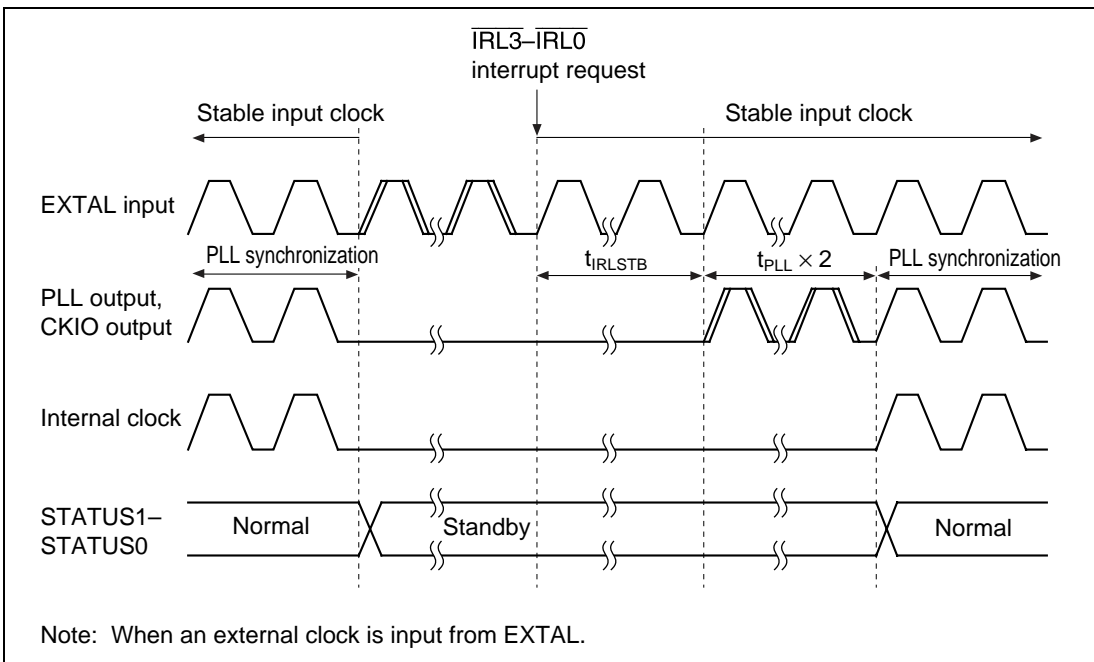 IRL3–IRL0
interrupt request
Stable input clock
Stable input clock
EXTAL input
PLL synchronization
tIRLSTB
tPLL × 2
PLL synchronization
PLL output,
CKIO output
Internal clock
STATUS1–
STATUS0
Normal
Standby
Normal
Note: When an external clock is input from EXTAL.